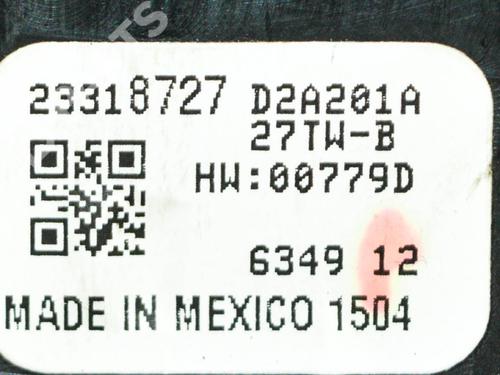 23318727 D2A201A
27TW-B
HW:00779D
6349 12
MADE IN MEXICO 1504